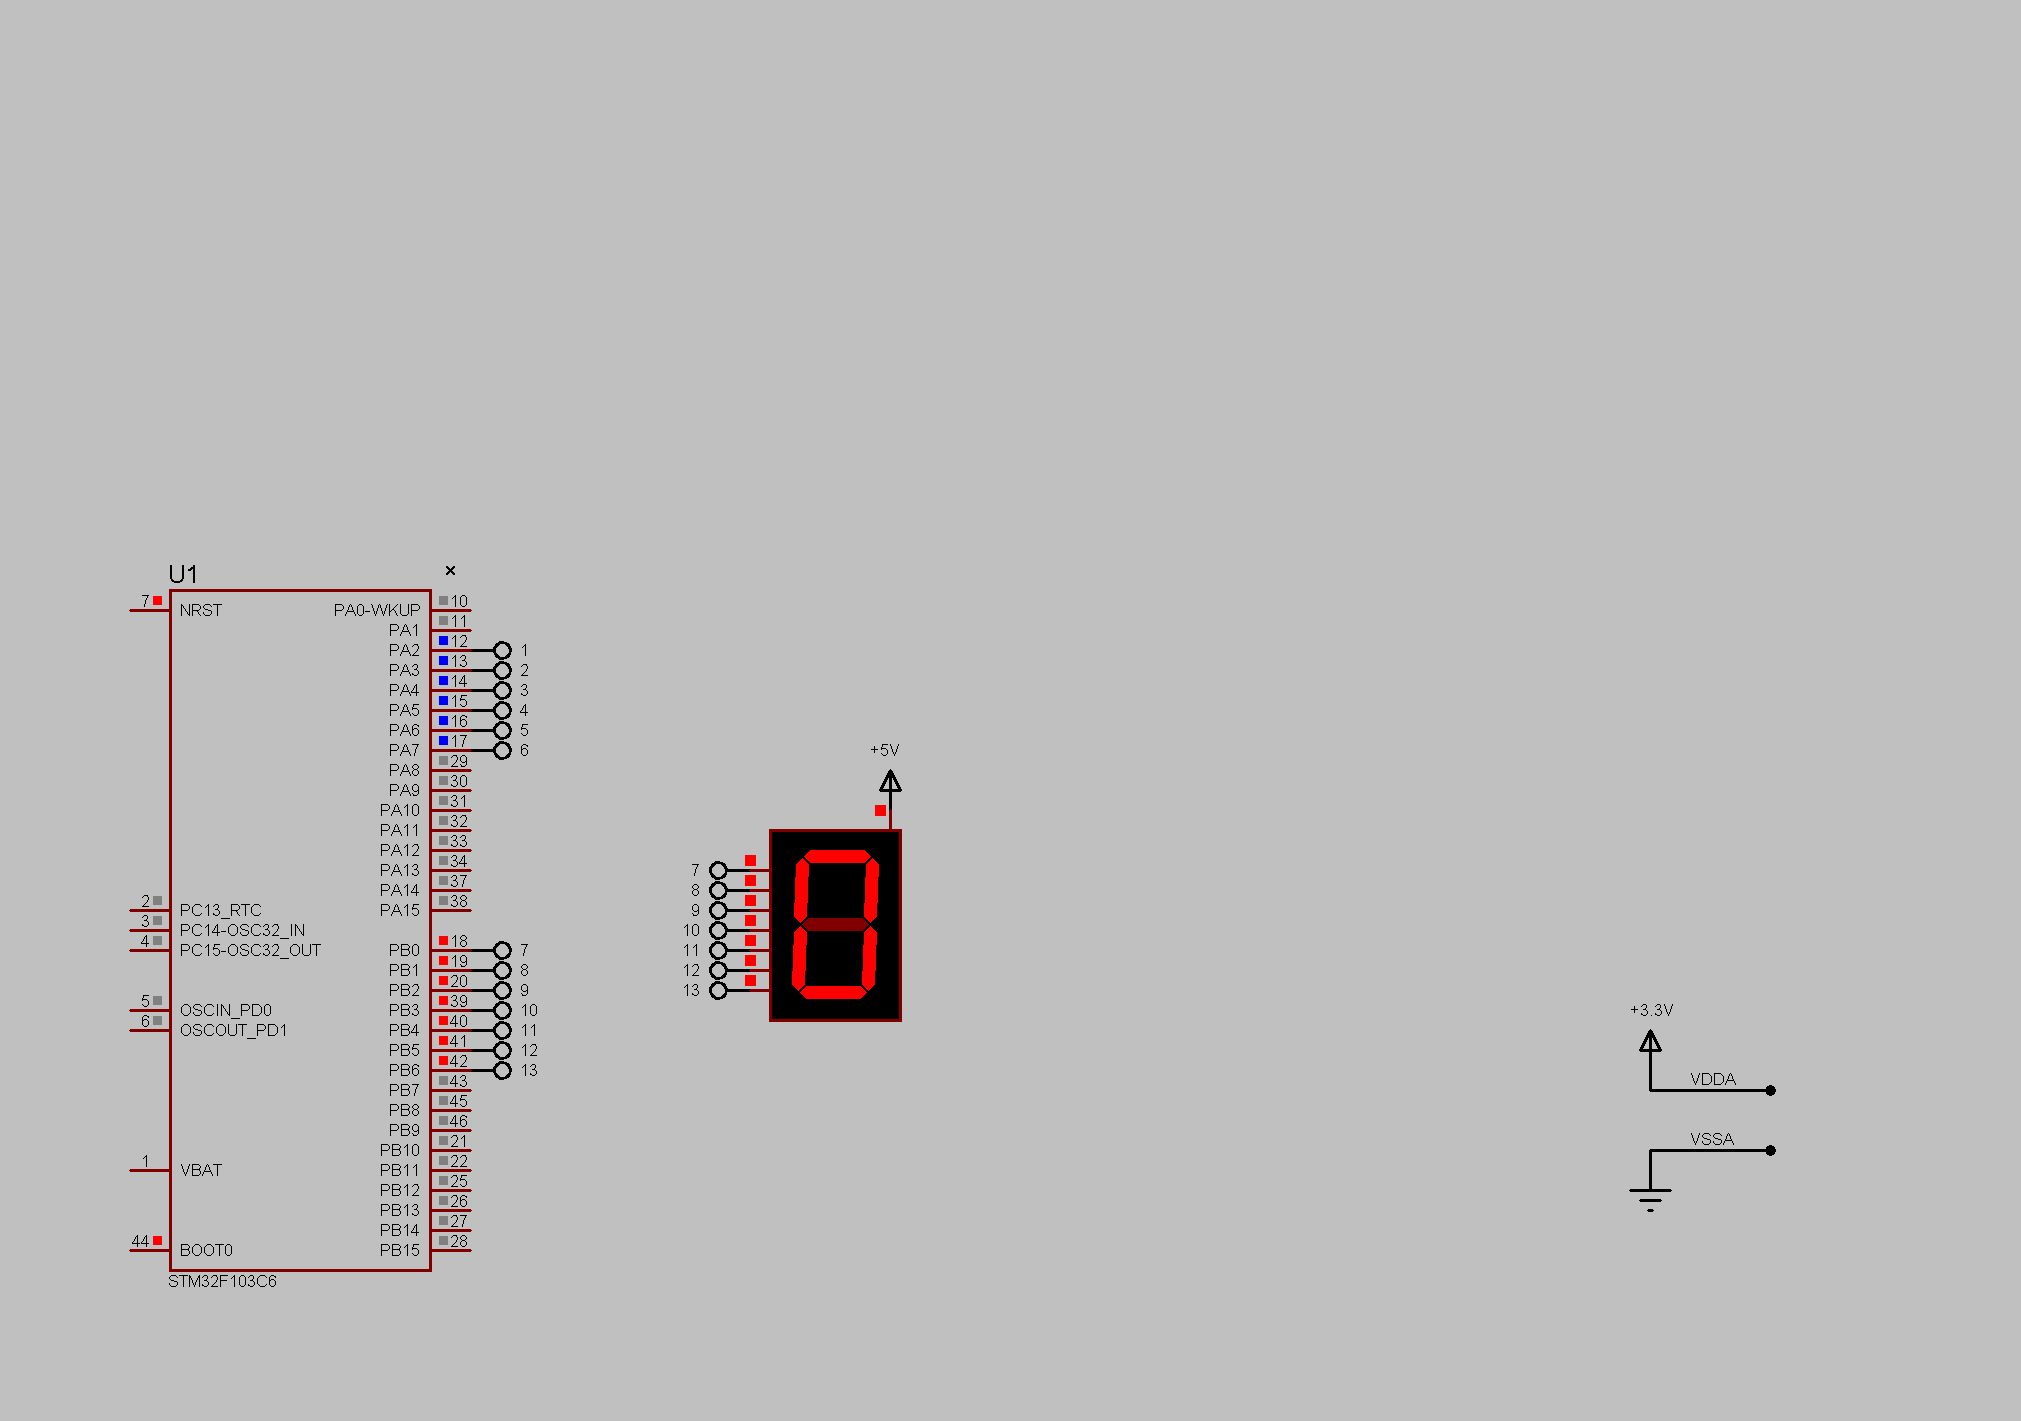 U1
7 NRST
2 PC13_RTC
3 PC14-OSC32_IN
4 PC15-OSC32_OUT
5 OSCIN_PD0
6 OSCOUT_PD1
1 VBAT
44 BOOT0
PA0-WKUP 10
PA1 11
PA2 12 1
PA3 13 2
PA4 14 3
PA5 15 4
PA6 16 5
PA7 17 6
PA8 29
PA9 30
PA10 31
PA11 32
PA12 33
PA13 34
PA14 37
PA15 38
PB0 18 7
PB1 19 8
PB2 20 9
PB3 39 10
PB4 40 11
PB5 41 12
PB6 42 13
PB7 43
PB8 45
PB9 46
PB10 21
PB11 22
PB12 25
PB13 26
PB14 27
PB15 28
STM32F103C6
+5V
7
8
9
10
11
12
13
0
+3.3V
VDDA
VSSA